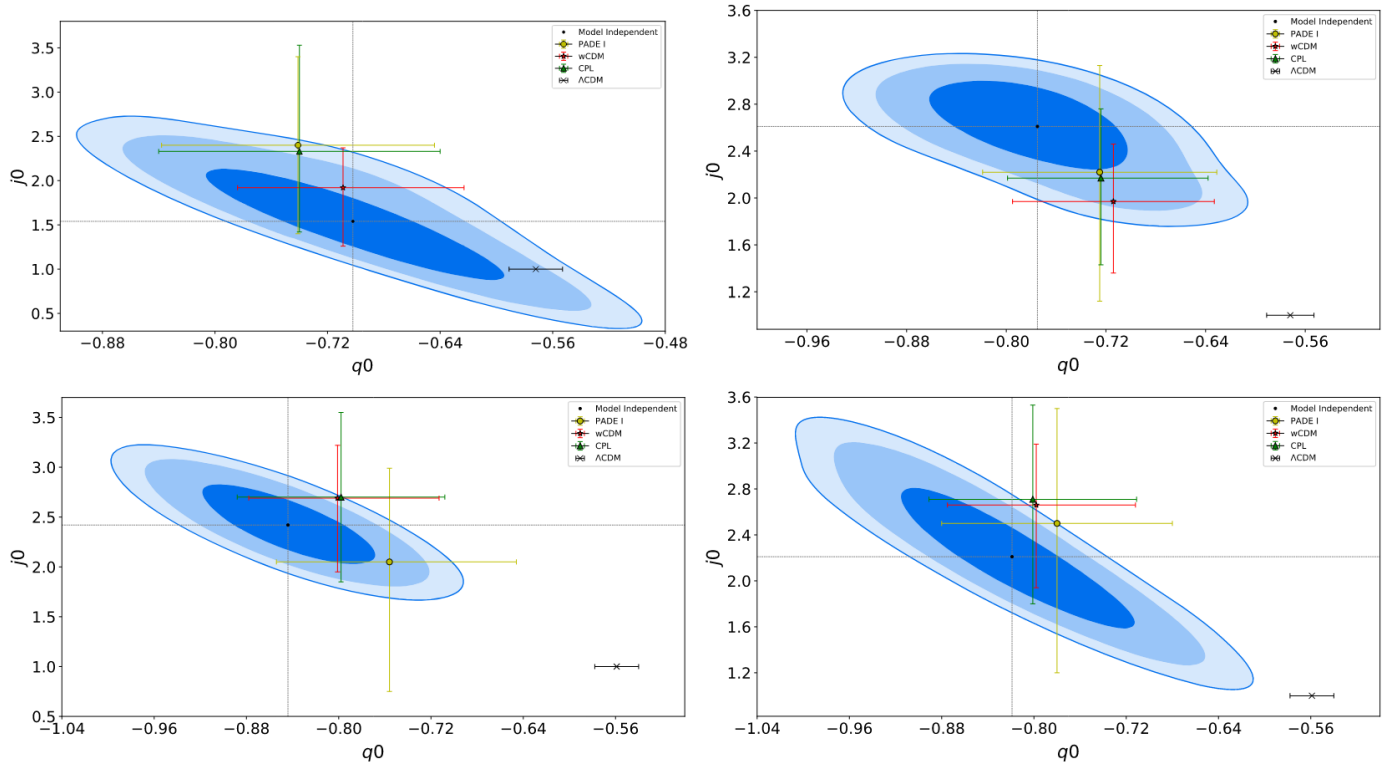 3.5
3.0
2.5
2.0
1.5
1.0
0.5
j0
−0.88 −0.80 −0.72 −0.64 −0.56 −0.48
q0
Model Independent
PADE I
wCDM
CPL
ΛCDM
3.6
3.2
2.8
2.4
2.0
1.6
1.2
j0
−0.96 −0.88 −0.80 −0.72 −0.64 −0.56
q0
Model Independent
PADE I
wCDM
CPL
ΛCDM
3.5
3.0
2.5
2.0
1.5
1.0
0.5
j0
−1.04 −0.96 −0.88 −0.80 −0.72 −0.64 −0.56
q0
Model Independent
PADE I
wCDM
CPL
ΛCDM
3.6
3.2
2.8
2.4
2.0
1.6
1.2
j0
−1.04 −0.96 −0.88 −0.80 −0.72 −0.64 −0.56
q0
Model Independent
PADE I
wCDM
CPL
ΛCDM